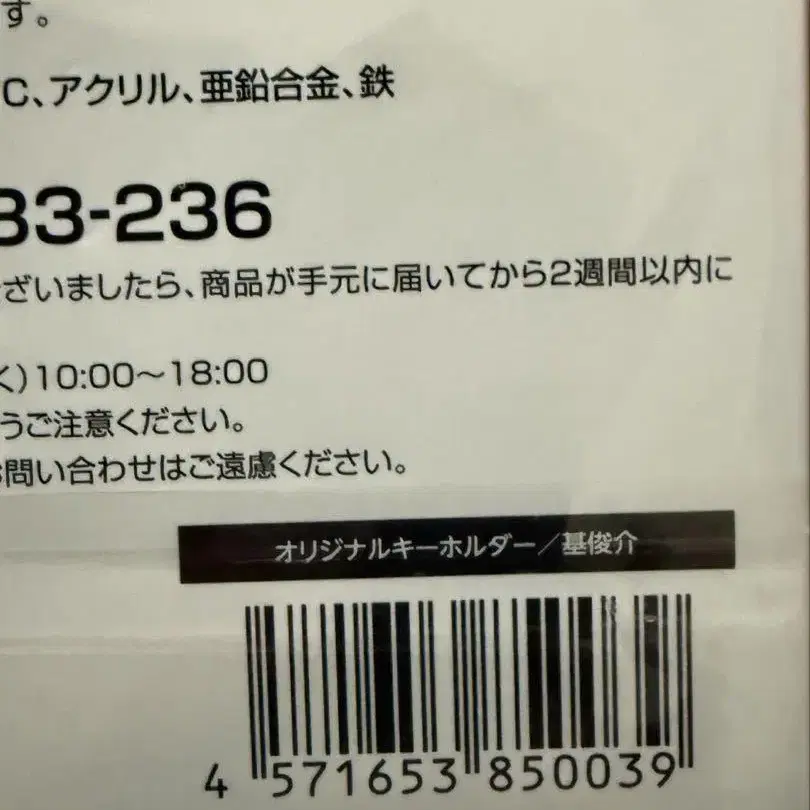 す。
C、アクリル、亜鉛合金、鉄
83-236
ざいましたら、商品が手元に届いてから2週間以内に
く)10:00〜18:00
うご注意ください。
問い合わせはご遠慮ください。
オリジナルキーホルダー/基俊介
4 571653 850039